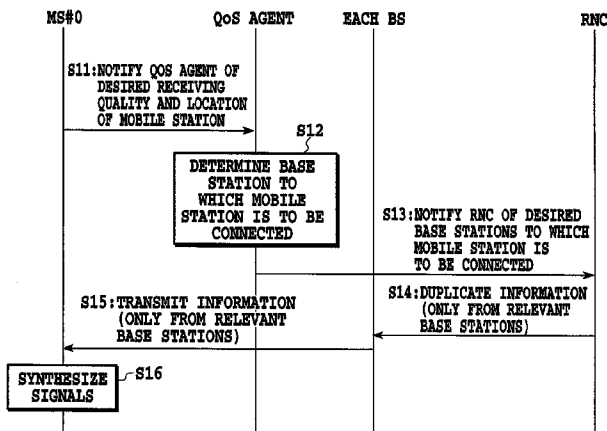 MS#0 QoS AGENT EACH BS RNC
S11:NOTIFY QOS AGENT OF
DESIRED RECEIVING
QUALITY AND LOCATION
OF MOBILE STATION
S12
DETERMINE BASE
STATION TO
WHICH MOBILE
STATION IS TO BE
CONNECTED
S13:NOTIFY RNC OF DESIRED
BASE STATIONS TO WHICH
MOBILE STATION IS
TO BE CONNECTED
S14:DUPLICATE INFORMATION
(ONLY FROM RELEVANT
BASE STATIONS)
S15:TRANSMIT INFORMATION
(ONLY FROM RELEVANT
BASE STATIONS)
SYNTHESIZE
SIGNALS
S16